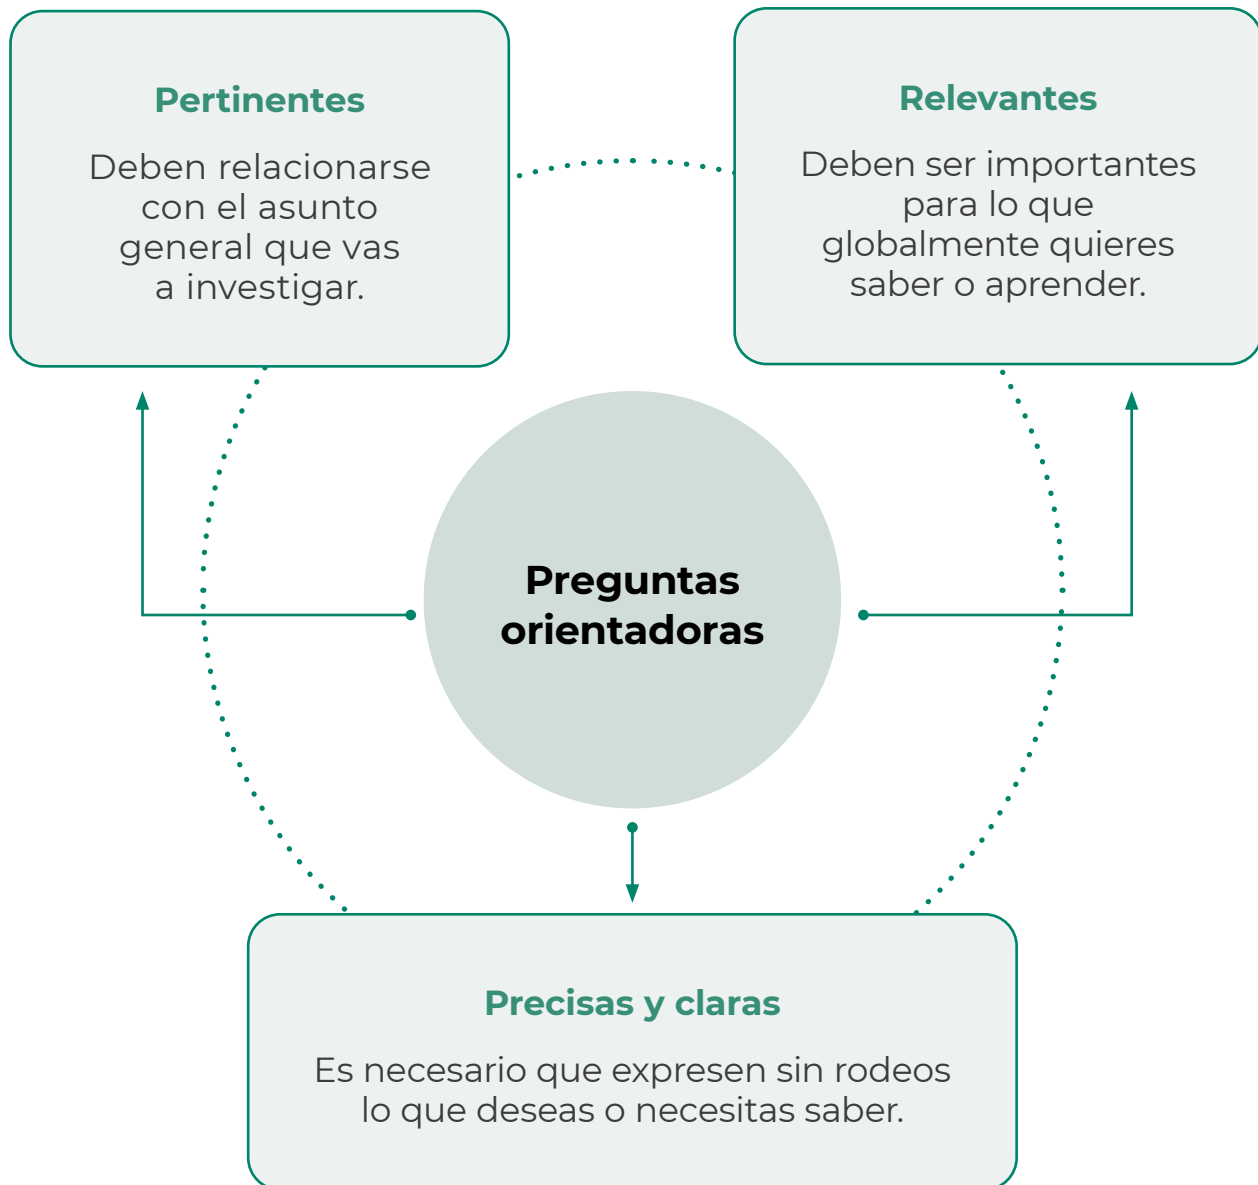 Pertinentes
Deben relacionarse
con el asunto
general que vas
a investigar.
Relevantes
Deben ser importantes
para lo que
globalmente quieres
saber o aprender.
Preguntas
orientadoras
Precisas y claras
Es necesario que expresen sin rodeos
lo que deseas o necesitas saber.